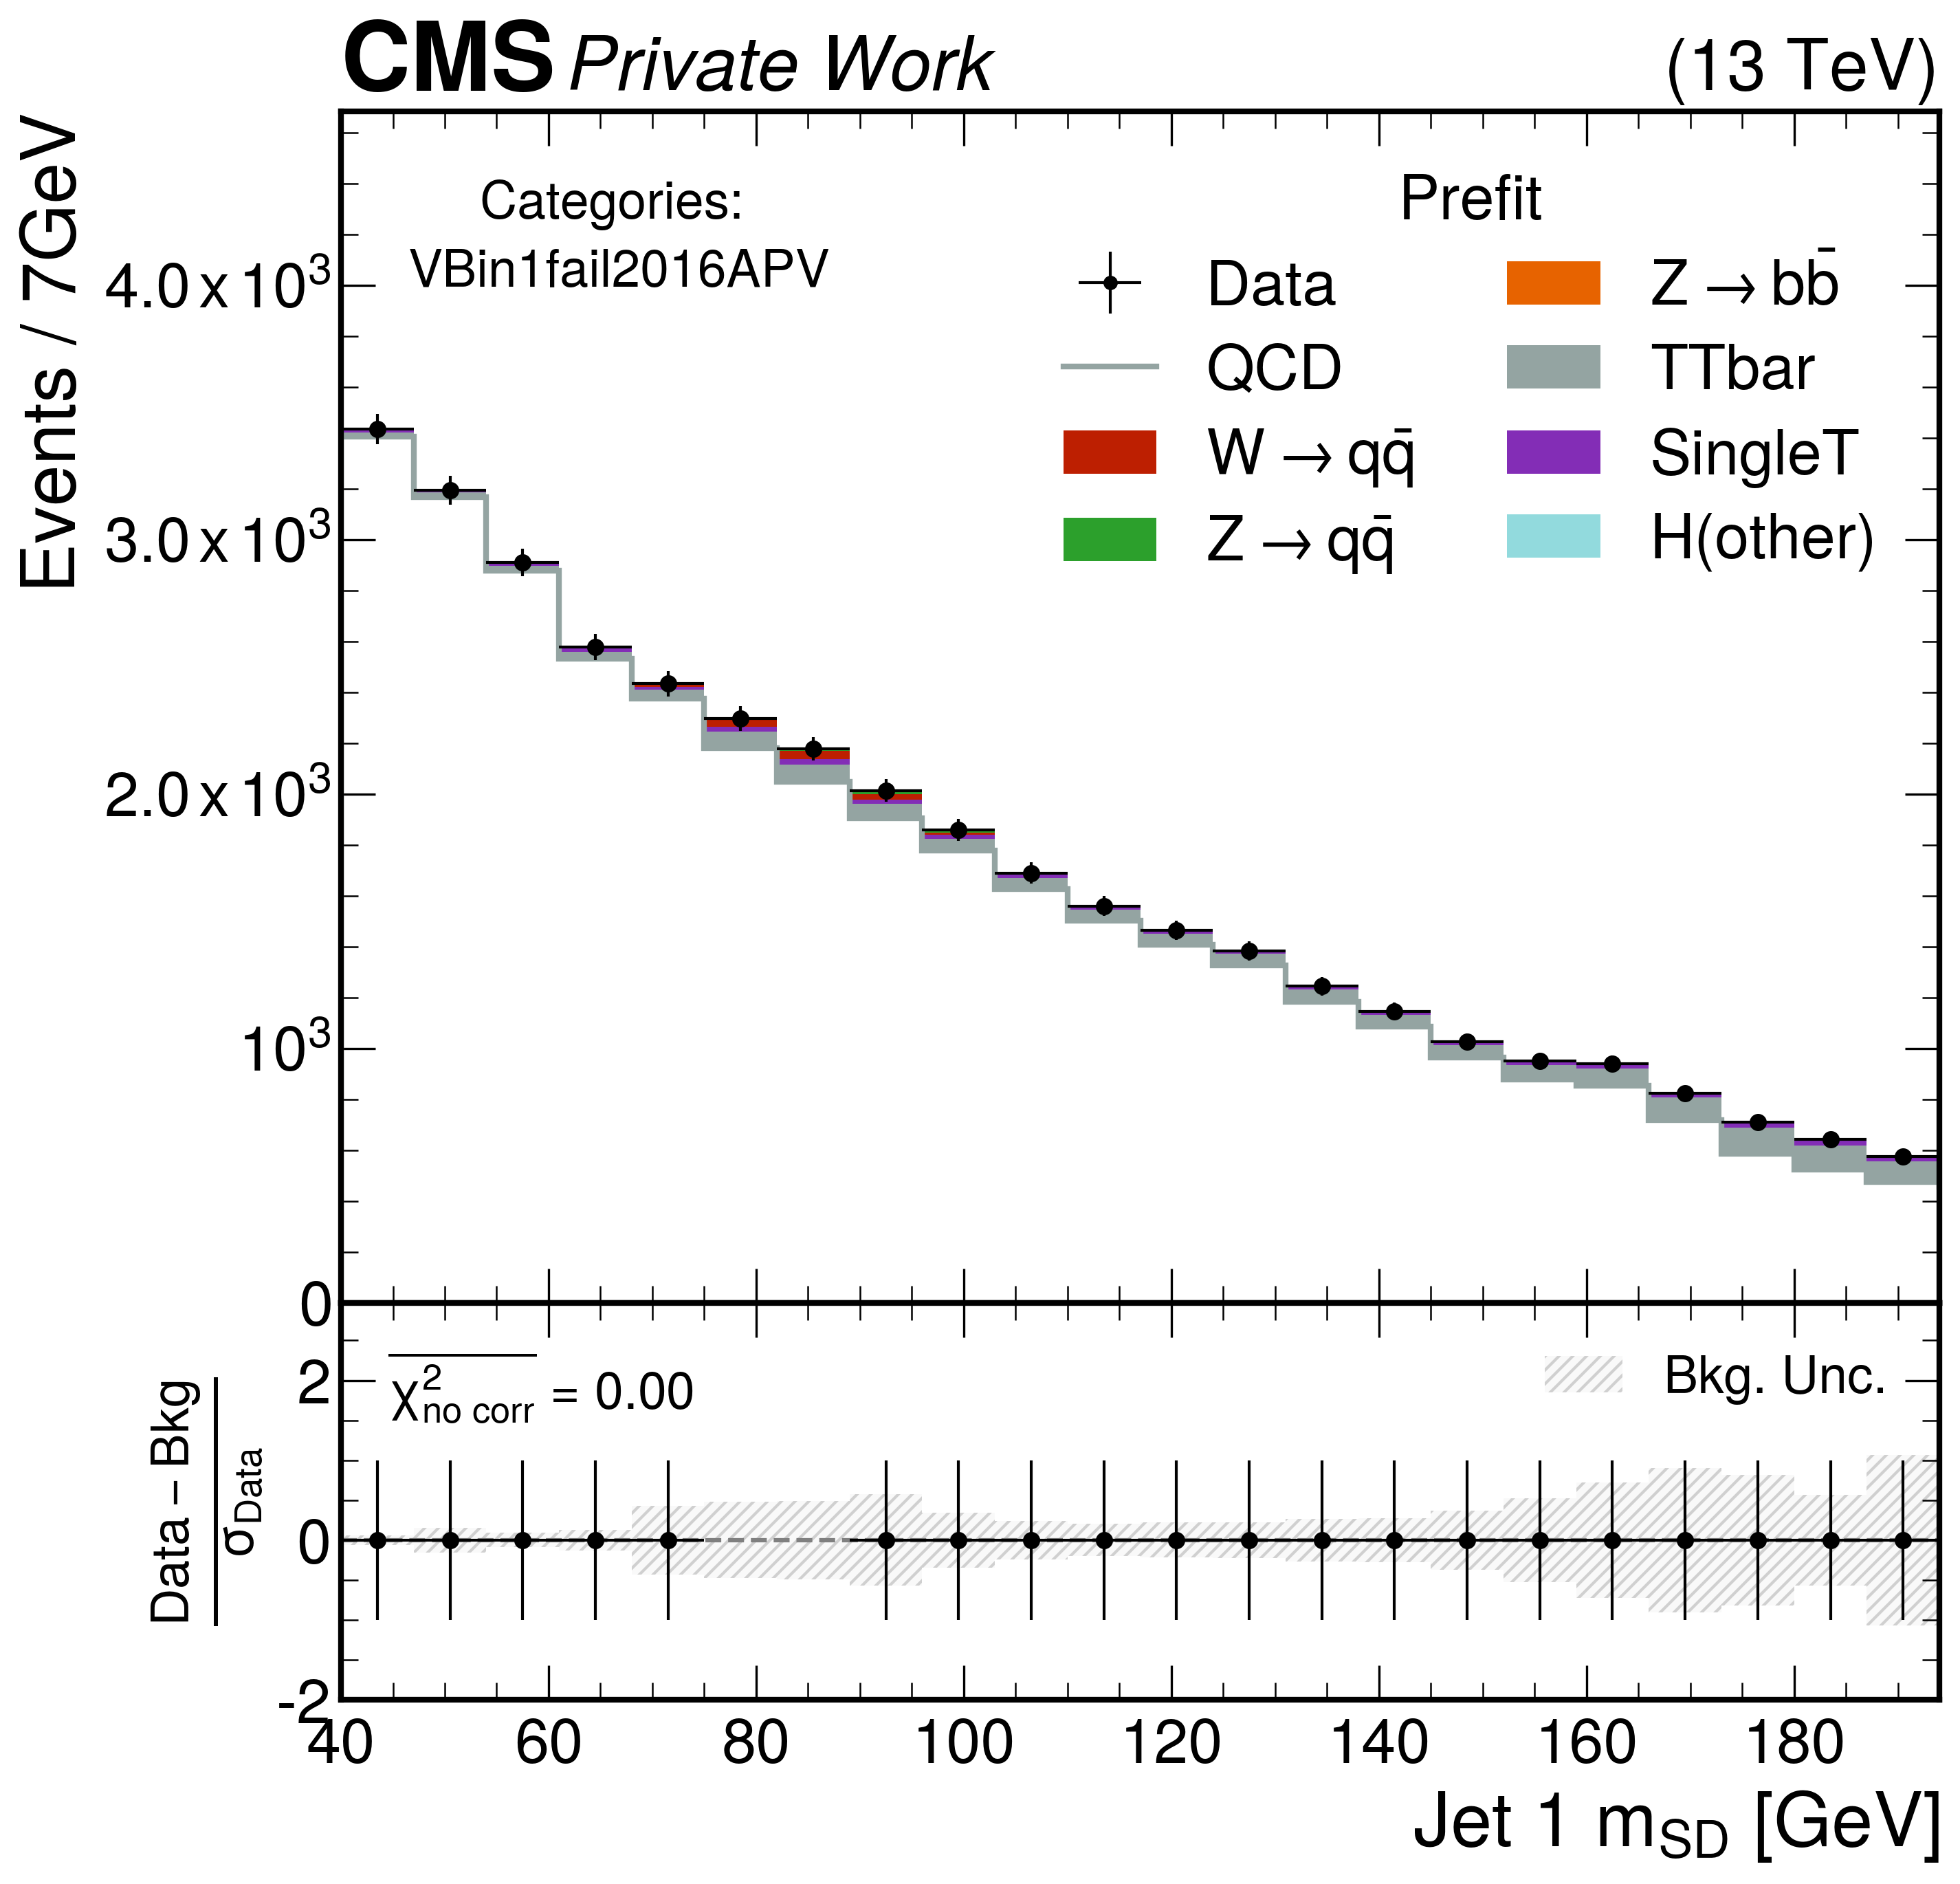 CMS Private Work (13 TeV)
Events / 7GeV
Categories:
VBin1fail2016APV
Prefit
Data
QCD
W → qq̄
Z → qq̄
Z → bb̄
TTbar
SingleT
H(other)
4.0 x 10³
3.0 x 10³
2.0 x 10³
10³
0
Data – Bkg
σ_Data
χ²_no corr = 0.00
Bkg. Unc.
2
0
-2
40 60 80 100 120 140 160 180
Jet 1 m_SD [GeV]